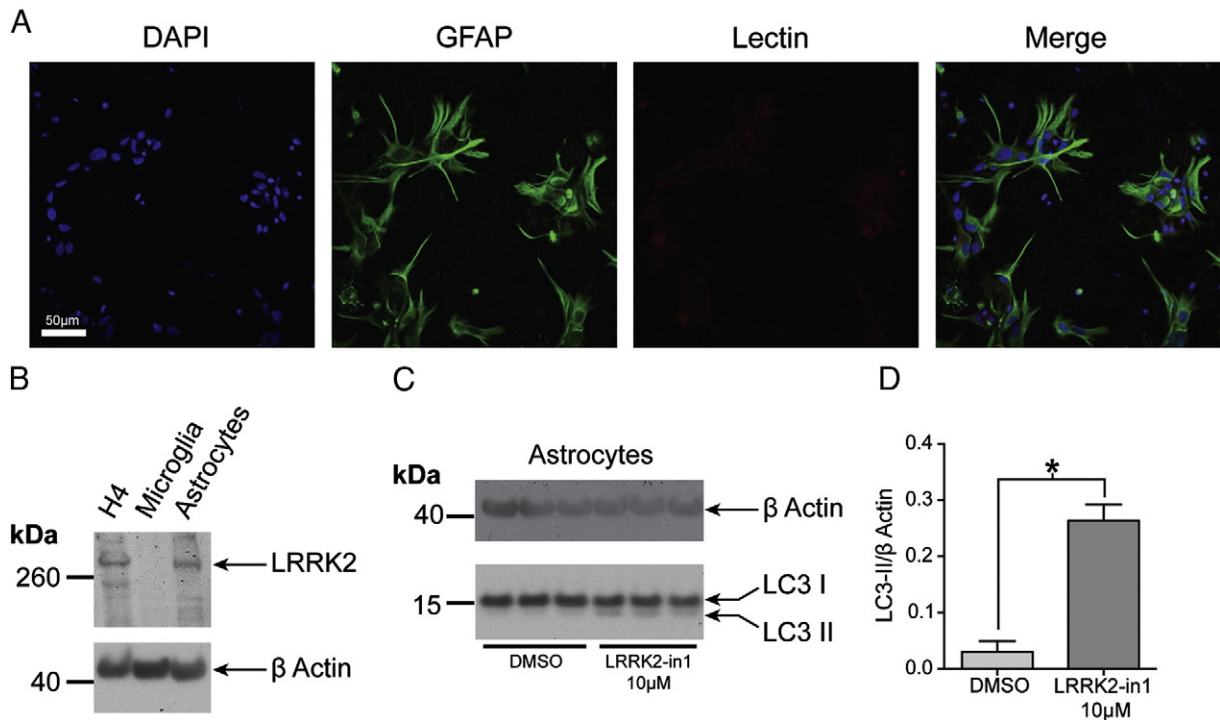 A
DAPI GFAP Lectin Merge
50μm
B
H4 Microglia Astrocytes
kDa
260
LRRK2
40
β Actin
C
Astrocytes
kDa
40
β Actin
15
LC3 I
LC3 II
DMSO LRRK2-in1
10μM
D
LC3-II/β Actin
0.4
0.3
0.2
0.1
0.0
*
DMSO LRRK2-in1
10μM